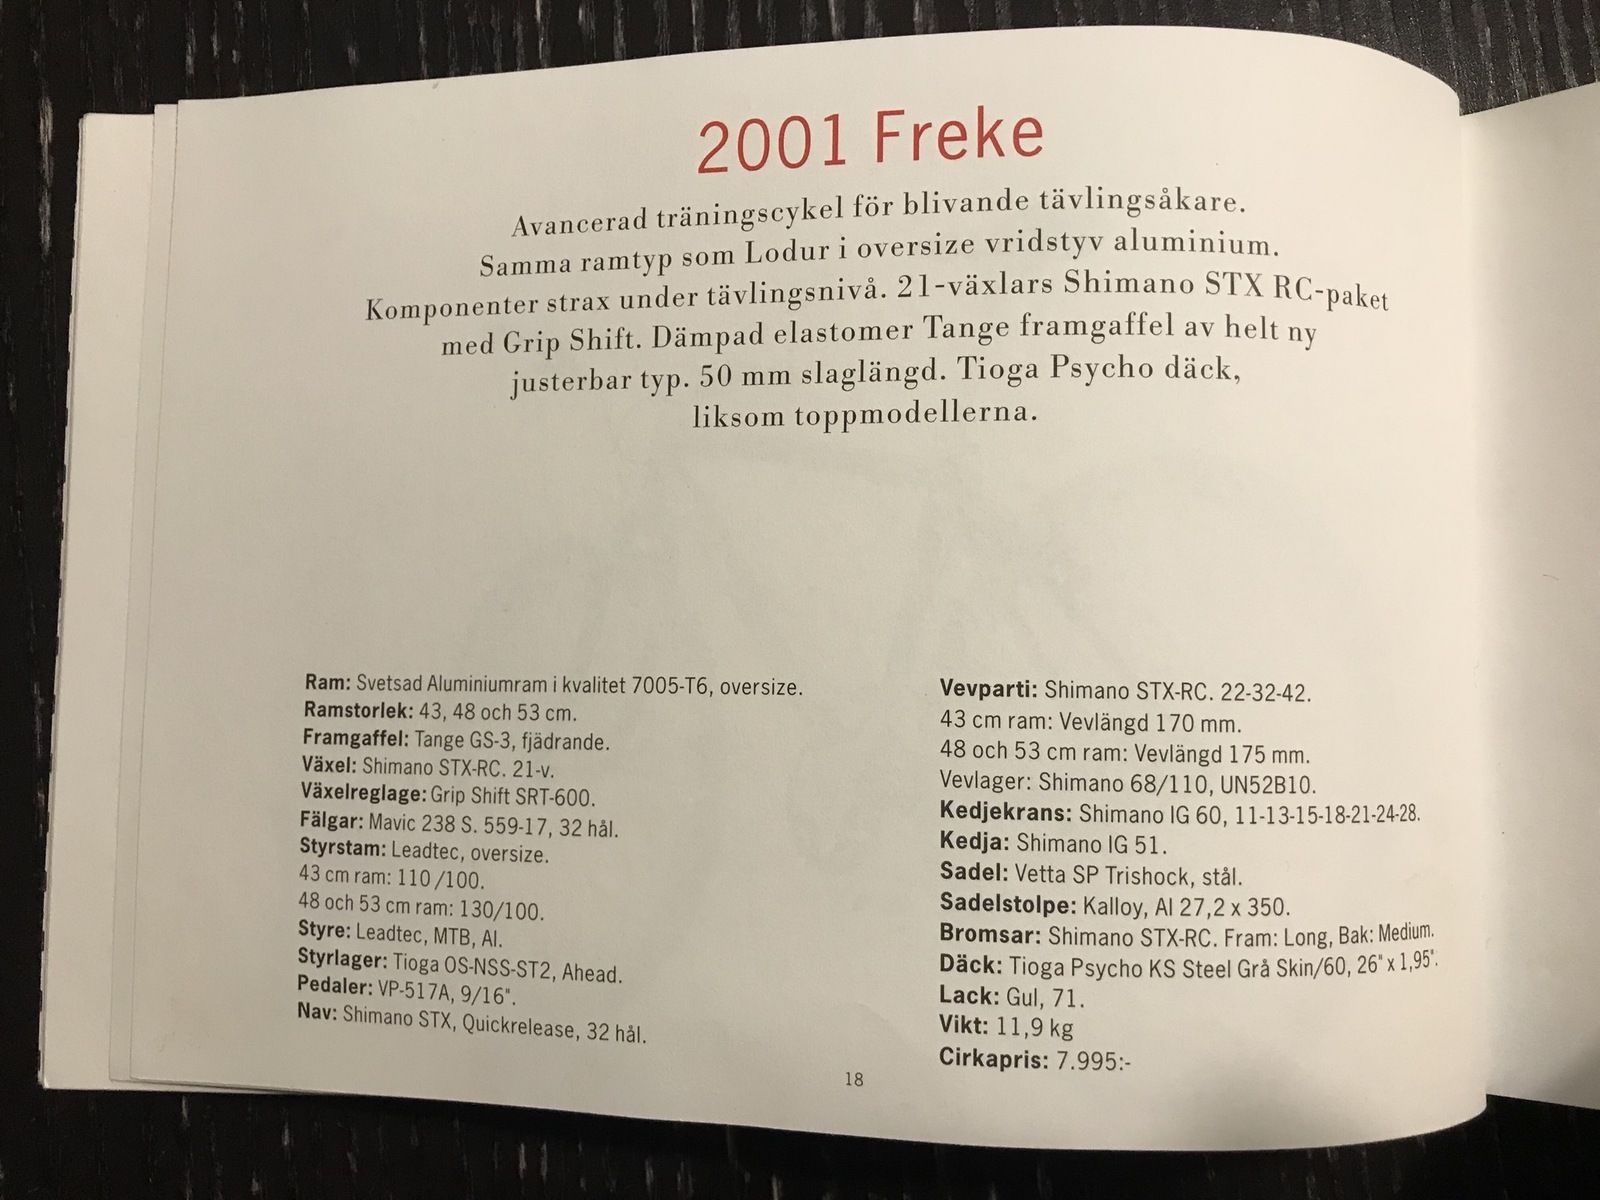 2001 Freke
Avancerad träningscykel för blivande tävlingsåkare.
Samma ramtyp som Lodur i oversize vridstyv aluminium.
Komponenter strax under tävlingsnivå. 21-växlars Shimano STX RC-paket
med Grip Shift. Dämpad elastomer Tange framgaffel av helt ny
justerbar typ. 50 mm slaglängd. Tioga Psycho däck,
liksom toppmodellerna.
Ram: Svetsad Aluminiumram i kvalitet 7005-T6, oversize.
Ramstorlek: 43, 48 och 53 cm.
Framgaffel: Tange GS-3, fjädrande.
Växel: Shimano STX-RC. 21-v.
Växelreglage: Grip Shift SRT-600.
Fälgar: Mavic 238 S. 559-17, 32 hål.
Styrstam: Leadtec, oversize.
43 cm ram: 110/100.
48 och 53 cm ram: 130/100.
Styre: Leadtec, MTB, Al.
Styrlager: Tioga OS-NSS-ST2, Ahead.
Pedaler: VP-517A, 9/16".
Nav: Shimano STX, Quickrelease, 32 hål.
Vevparti: Shimano STX-RC. 22-32-42.
43 cm ram: Vevlängd 170 mm.
48 och 53 cm ram: Vevlängd 175 mm.
Vevlager: Shimano 68/110, UN52B10.
Kedjekrans: Shimano IG 60, 11-13-15-18-21-24-28.
Kedja: Shimano IG 51.
Sadel: Vetta SP Trishock, stål.
Sadelstolpe: Kalloy, Al 27,2 x 350.
Bromsar: Shimano STX-RC. Fram: Long, Bak: Medium.
Däck: Tioga Psycho KS Steel Grå Skin/60, 26" x 1,95".
Lack: Gul, 71.
Vikt: 11,9 kg
Cirkapris: 7.995:-
18